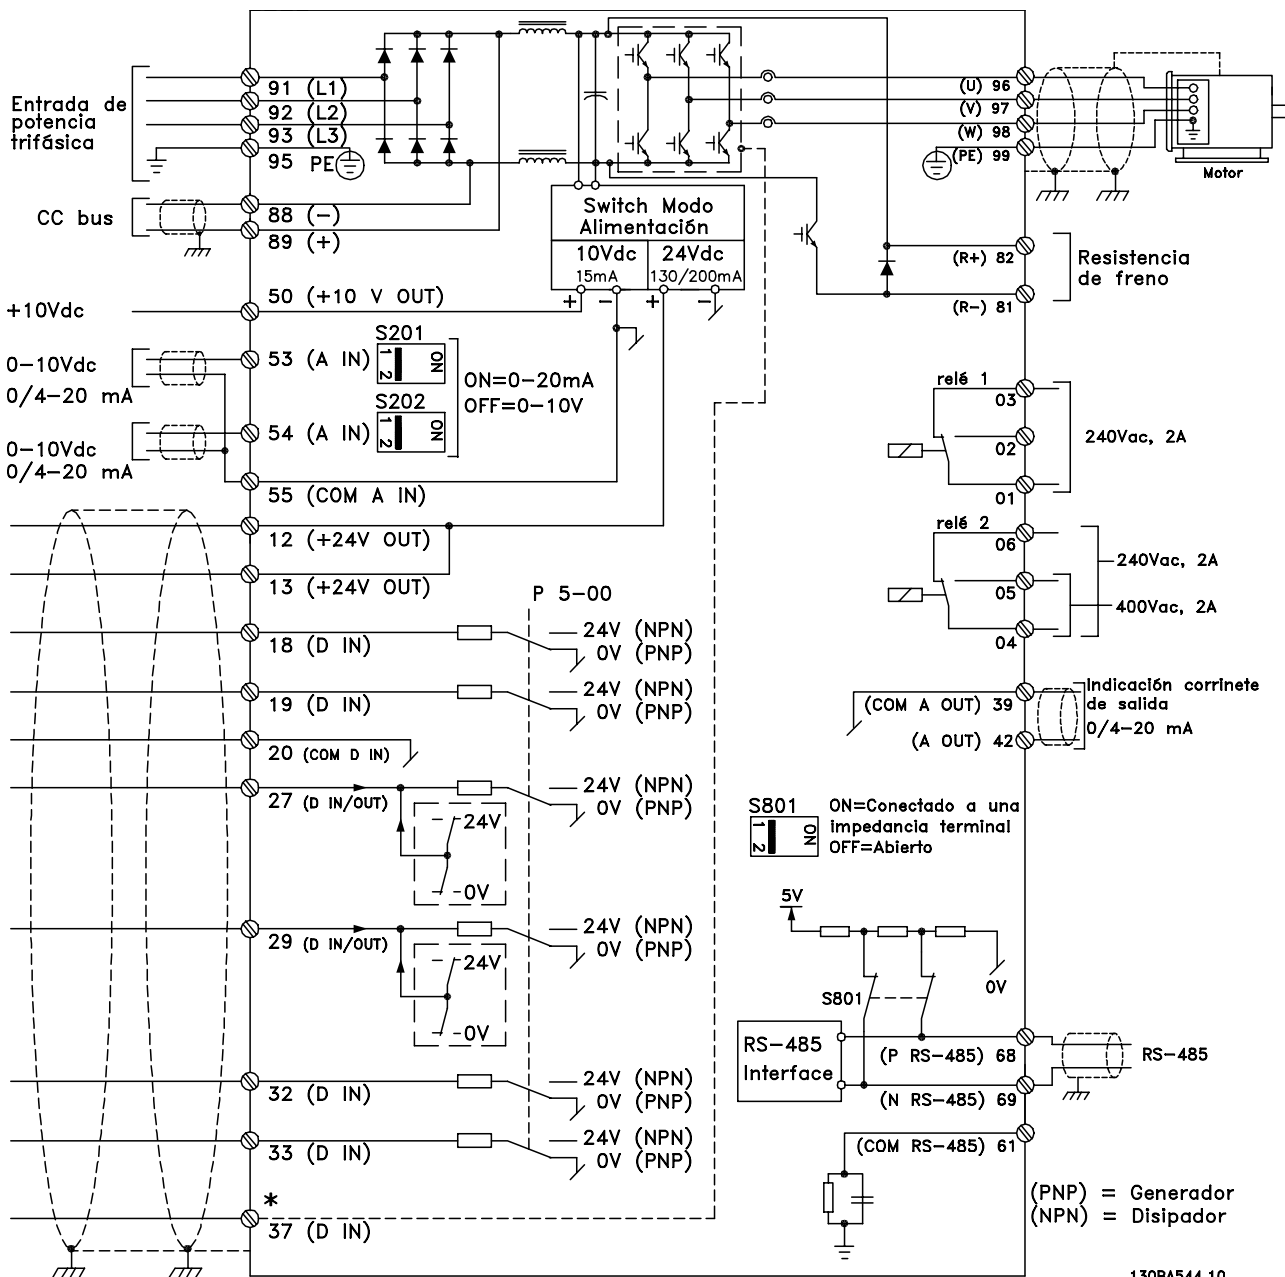 Entrada de
potencia
trifásica
91 (L1)
92 (L2)
93 (L3)
95 PE
CC bus
88 (−)
89 (+)
+10Vdc
50 (+10 V OUT)
0−10Vdc
0/4−20 mA
53 (A IN)
S201
1
2
ON
ON=0−20mA
OFF=0−10V
0−10Vdc
0/4−20 mA
54 (A IN)
S202
1
2
ON
55 (COM A IN)
12 (+24V OUT)
13 (+24V OUT)
Switch Modo
Alimentación
10Vdc
15mA
24Vdc
130/200mA
+ − + −
P 5-00
18 (D IN)
24V (NPN)
0V (PNP)
19 (D IN)
24V (NPN)
0V (PNP)
20 (COM D IN)
27 (D IN/OUT)
24V (NPN)
0V (PNP)
24V
0V
29 (D IN/OUT)
24V (NPN)
0V (PNP)
24V
0V
32 (D IN)
24V (NPN)
0V (PNP)
33 (D IN)
24V (NPN)
0V (PNP)
*
37 (D IN)
(U) 96
(V) 97
(W) 98
(PE) 99
Motor
(R+) 82
(R−) 81
Resistencia
de freno
relé 1
03
02
01
240Vac, 2A
relé 2
06
05
04
240Vac, 2A
400Vac, 2A
(COM A OUT) 39
(A OUT) 42
Indicación corrinete
de salida
0/4−20 mA
S801
1
2
ON
ON=Conectado a una
impedancia terminal
OFF=Abierto
5V
0V
S801
RS−485
Interface
(P RS−485) 68
(N RS−485) 69
(COM RS−485) 61
RS−485
(PNP) = Generador
(NPN) = Disipador
130BA544.10